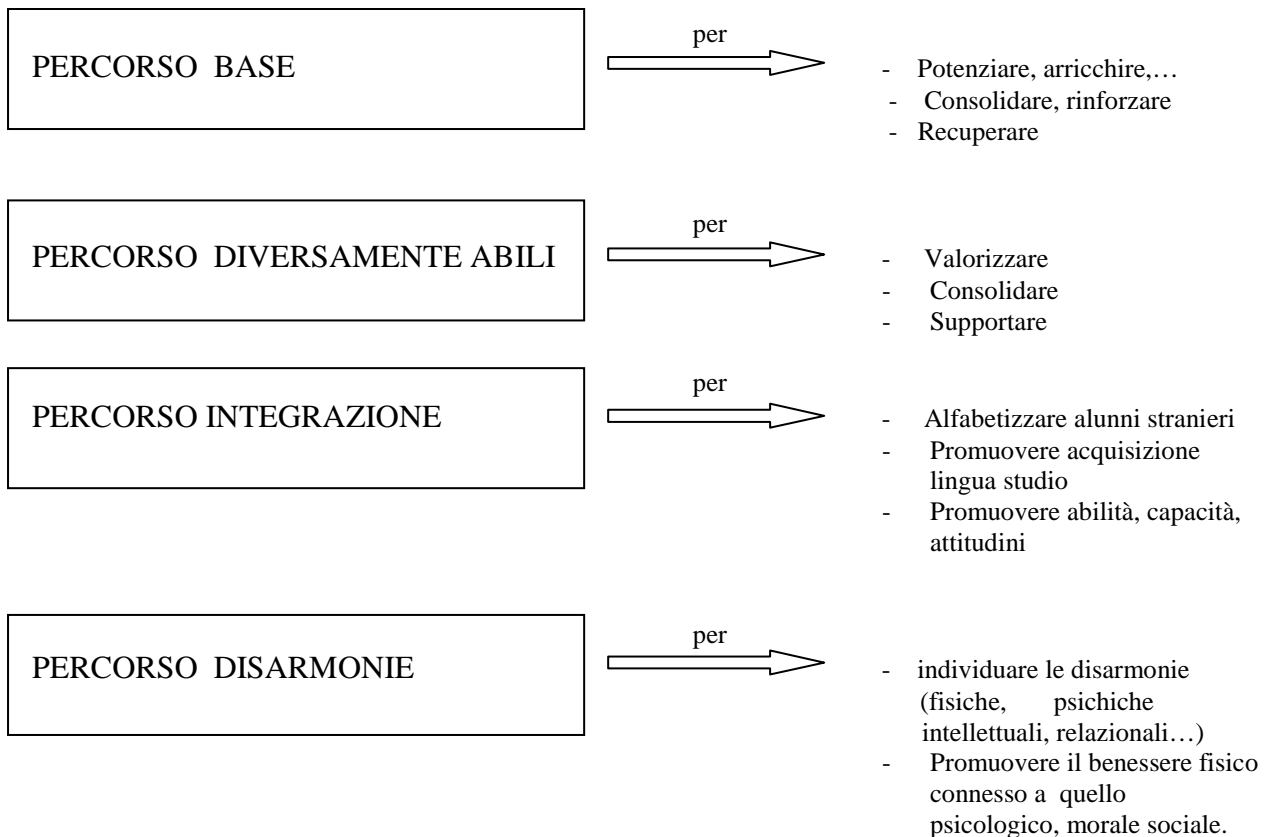 per
PERCORSO BASE
- Potenziare, arricchire,…
- Consolidare, rinforzare
- Recuperare
per
PERCORSO DIVERSAMENTE ABILI
- Valorizzare
- Consolidare
- Supportare
per
PERCORSO INTEGRAZIONE
- Alfabetizzare alunni stranieri
- Promuovere acquisizione
lingua studio
- Promuovere abilità, capacità,
attitudini
per
PERCORSO DISARMONIE
- individuare le disarmonie
(fisiche, psichiche
intellettuali, relazionali…)
- Promuovere il benessere fisico
connesso a quello
psicologico, morale sociale.